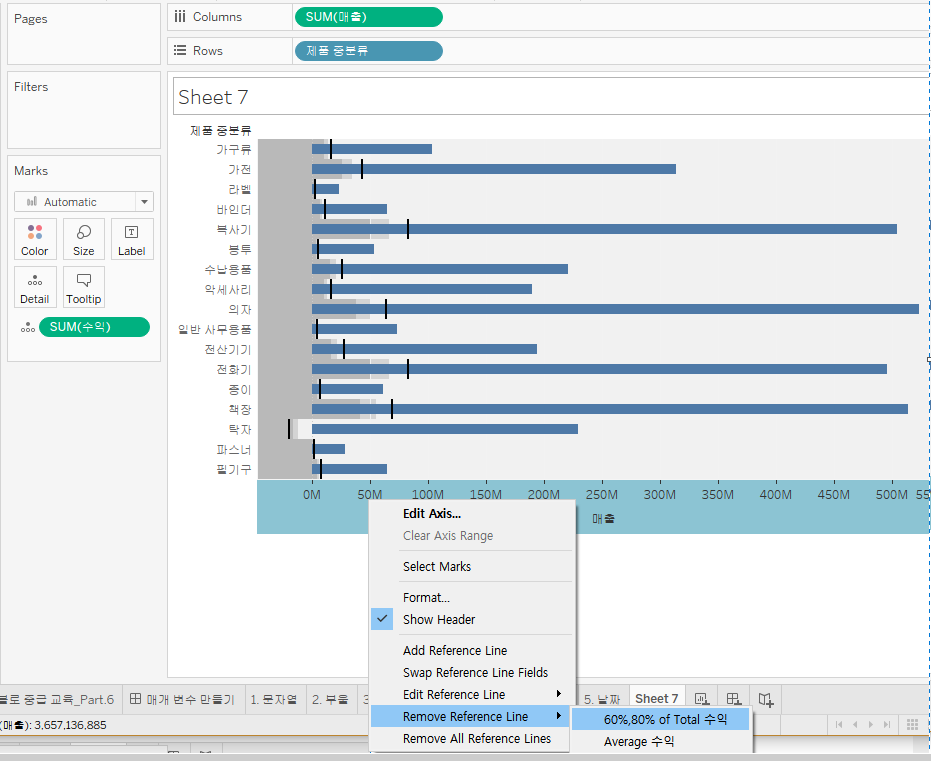 Pages
Columns
SUM(매출)
Rows
제품 중분류
Filters
Sheet 7
제품 중분류
가구류
가전
라벨
바인더
복사기
봉투
수납용품
악세사리
의자
일반 사무용품
전산기기
전화기
종이
책장
탁자
파스너
필기구
Marks
Automatic
Color
Size
Label
Detail
Tooltip
SUM(수익)
0M 50M 100M 150M 200M 250M 300M 350M 400M 450M 500M 55
매출
Edit Axis...
Clear Axis Range
Select Marks
Format...
Show Header
Add Reference Line
Swap Reference Line Fields
Edit Reference Line
Remove Reference Line
Remove All Reference Lines
60%,80% of Total 수익
Average 수익
블로 중급 교육_Part.6 매개 변수 만들기 1. 문자열 2. 부울 3 5. 날짜 Sheet 7
(매출): 3,657,136,885